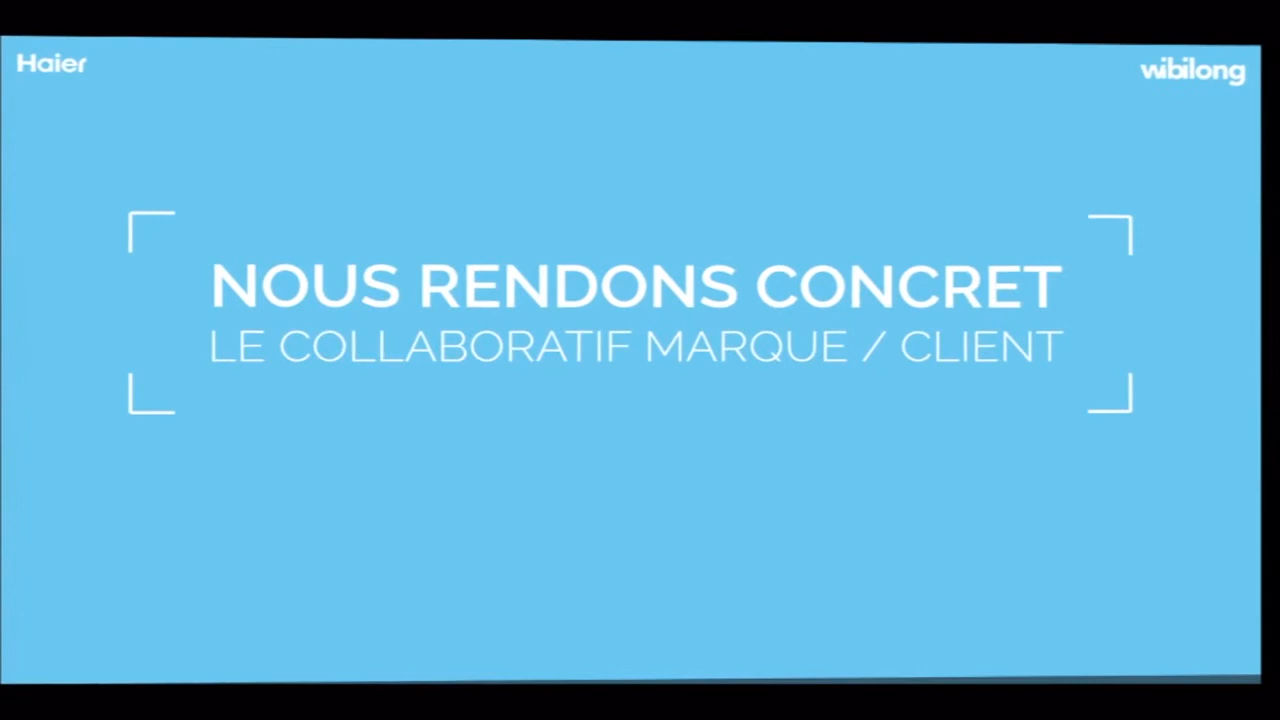 Haier
wibilong
NOUS RENDONS CONCRET
LE COLLABORATIF MARQUE / CLIENT